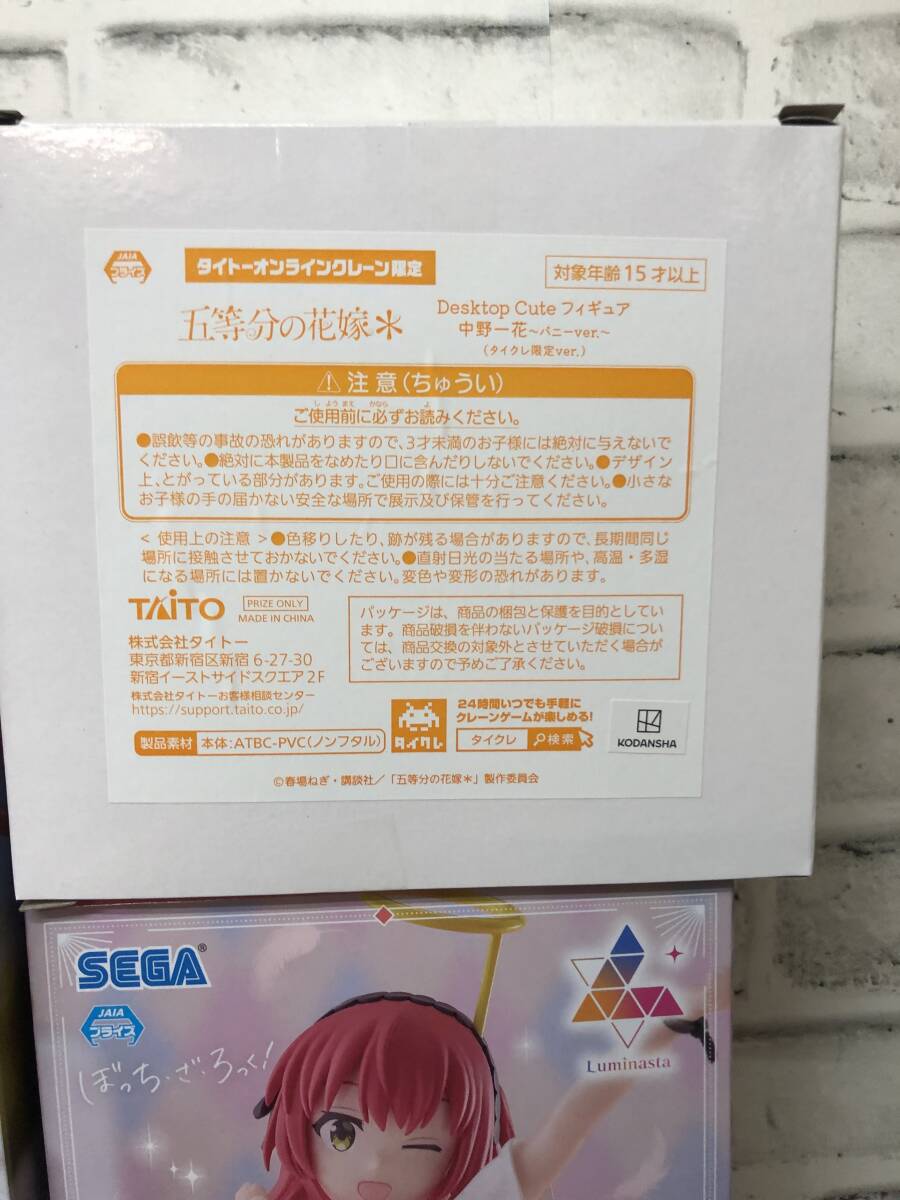 JAIA
プライズ
タイトーオンラインクレーン限定
対象年齢15才以上
五等分の花嫁＊
Desktop Cute フィギュア
中野一花～バニーver.～
(タイクレ限定ver.)
注意(ちゅうい)
しようまえ かなら よ
ご使用前に必ずお読みください。
●誤飲等の事故の恐れがありますので、3才未満のお子様には絶対に与えないで
ください。●絶対に本製品をなめたり口に含んだりしないでください。●デザイン
上、とがっている部分があります。ご使用の際には十分ご注意ください。●小さな
お子様の手の届かない安全な場所で展示及び保管を行ってください。
＜ 使用上の注意 ＞●色移りしたり、跡が残る場合がありますので、長期間同じ
場所に接触させておかないでください。●直射日光の当たる場所や、高温・多湿
になる場所には置かないでください。変色や変形の恐れがあります。
TAITO
PRIZE ONLY
MADE IN CHINA
株式会社タイトー
東京都新宿区新宿 6-27-30
新宿イーストサイドスクエア 2F
株式会社タイトーお客様相談センター
https://support.taito.co.jp/
パッケージは、商品の梱包と保護を目的としてい
ます。商品破損を伴わないパッケージ破損につい
ては、商品交換の対象外とさせていただく場合が
ございますので予めご了承ください。
製品素材 本体:ATBC-PVC(ノンフタル)
タイクレ
24時間いつでも手軽に
クレーンゲームが楽しめる!
タイクレ 検索
KODANSHA
©春場ねぎ・講談社／「五等分の花嫁＊」製作委員会
SEGA®
JAIA
プライズ
ぼっち・ざ・ろっく!
Luminasta